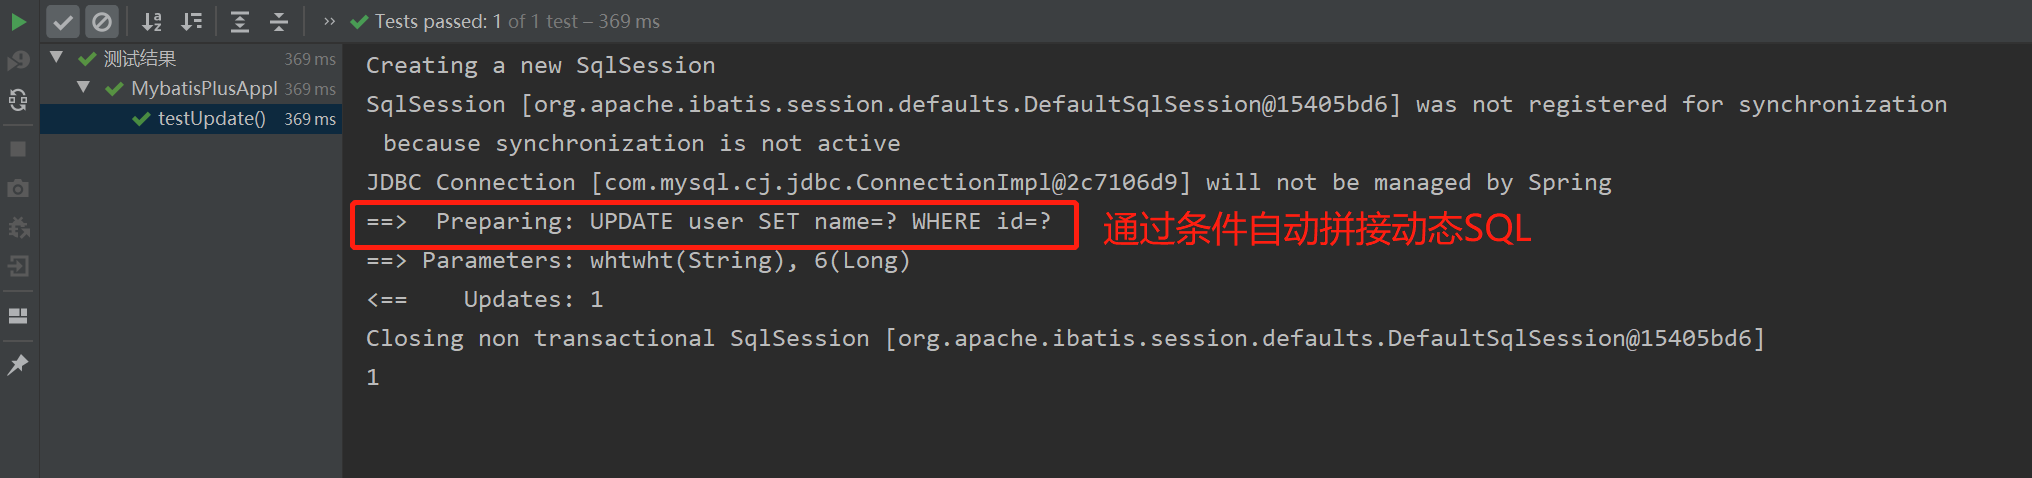 » Tests passed: 1 of 1 test – 369 ms
测试结果 369 ms
MybatisPlusAppl 369 ms
testUpdate() 369 ms
Creating a new SqlSession
SqlSession [org.apache.ibatis.session.defaults.DefaultSqlSession@15405bd6] was not registered for synchronization
because synchronization is not active
JDBC Connection [com.mysql.cj.jdbc.ConnectionImpl@2c7106d9] will not be managed by Spring
==>  Preparing: UPDATE user SET name=? WHERE id=?
通过条件自动拼接动态SQL
==> Parameters: whtwht(String), 6(Long)
<==    Updates: 1
Closing non transactional SqlSession [org.apache.ibatis.session.defaults.DefaultSqlSession@15405bd6]
1